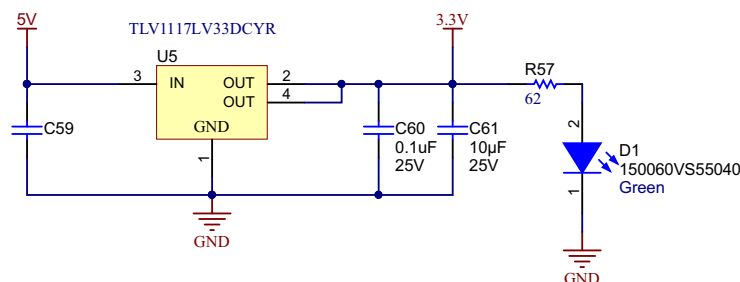 5V
TLV1117LV33DCYR
3.3V
U5
R57
3 IN OUT 2
OUT 4
62
C59
GND
C60
0.1uF
25V
C61
10µF
25V
2
D1
150060VS55040
Green
1
1
GND
GND